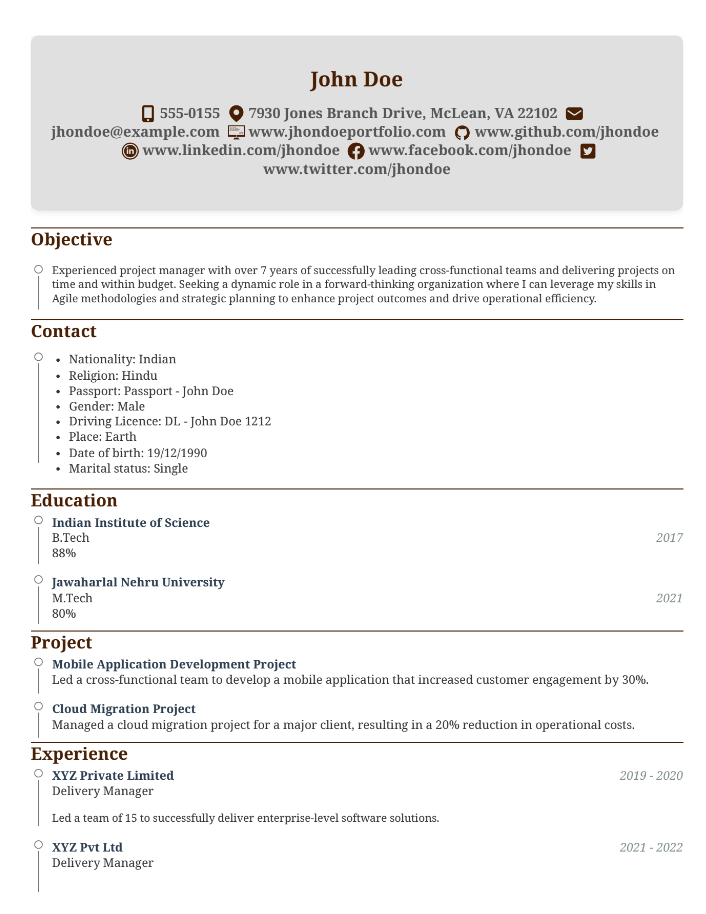 John Doe
555-0155 7930 Jones Branch Drive, McLean, VA 22102
jhondoe@example.com www.jhondoeportfolio.com www.github.com/jhondoe
www.linkedin.com/jhondoe www.facebook.com/jhondoe
www.twitter.com/jhondoe
Objective
Experienced project manager with over 7 years of successfully leading cross-functional teams and delivering projects on
time and within budget. Seeking a dynamic role in a forward-thinking organization where I can leverage my skills in
Agile methodologies and strategic planning to enhance project outcomes and drive operational efficiency.
Contact
• Nationality: Indian
• Religion: Hindu
• Passport: Passport - John Doe
• Gender: Male
• Driving Licence: DL - John Doe 1212
• Place: Earth
• Date of birth: 19/12/1990
• Marital status: Single
Education
Indian Institute of Science
B.Tech 2017
88%
Jawaharlal Nehru University
M.Tech 2021
80%
Project
Mobile Application Development Project
Led a cross-functional team to develop a mobile application that increased customer engagement by 30%.
Cloud Migration Project
Managed a cloud migration project for a major client, resulting in a 20% reduction in operational costs.
Experience
XYZ Private Limited 2019 - 2020
Delivery Manager
Led a team of 15 to successfully deliver enterprise-level software solutions.
XYZ Pvt Ltd 2021 - 2022
Delivery Manager